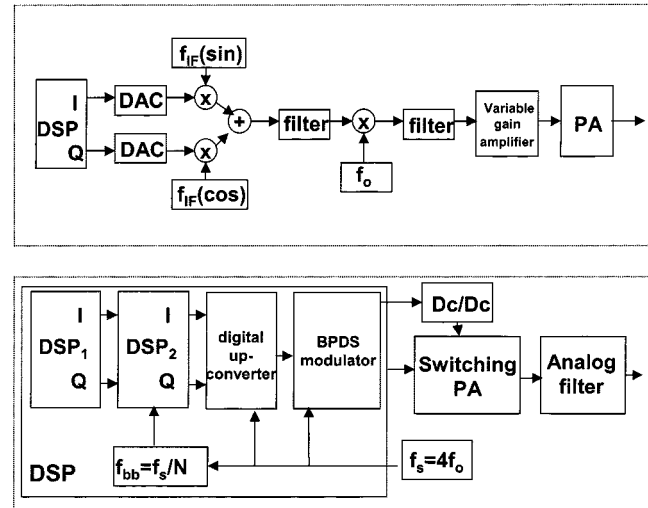 f_IF(sin)
I
DAC
x
DSP
+
filter
x
filter
Variable
gain
amplifier
PA
Q
DAC
x
f_o
f_IF(cos)
I
DSP_1
Q
I
DSP_2
Q
digital
up-
converter
BPDS
modulator
Dc/Dc
Switching
PA
Analog
filter
DSP
f_bb=f_s/N
f_s=4f_o